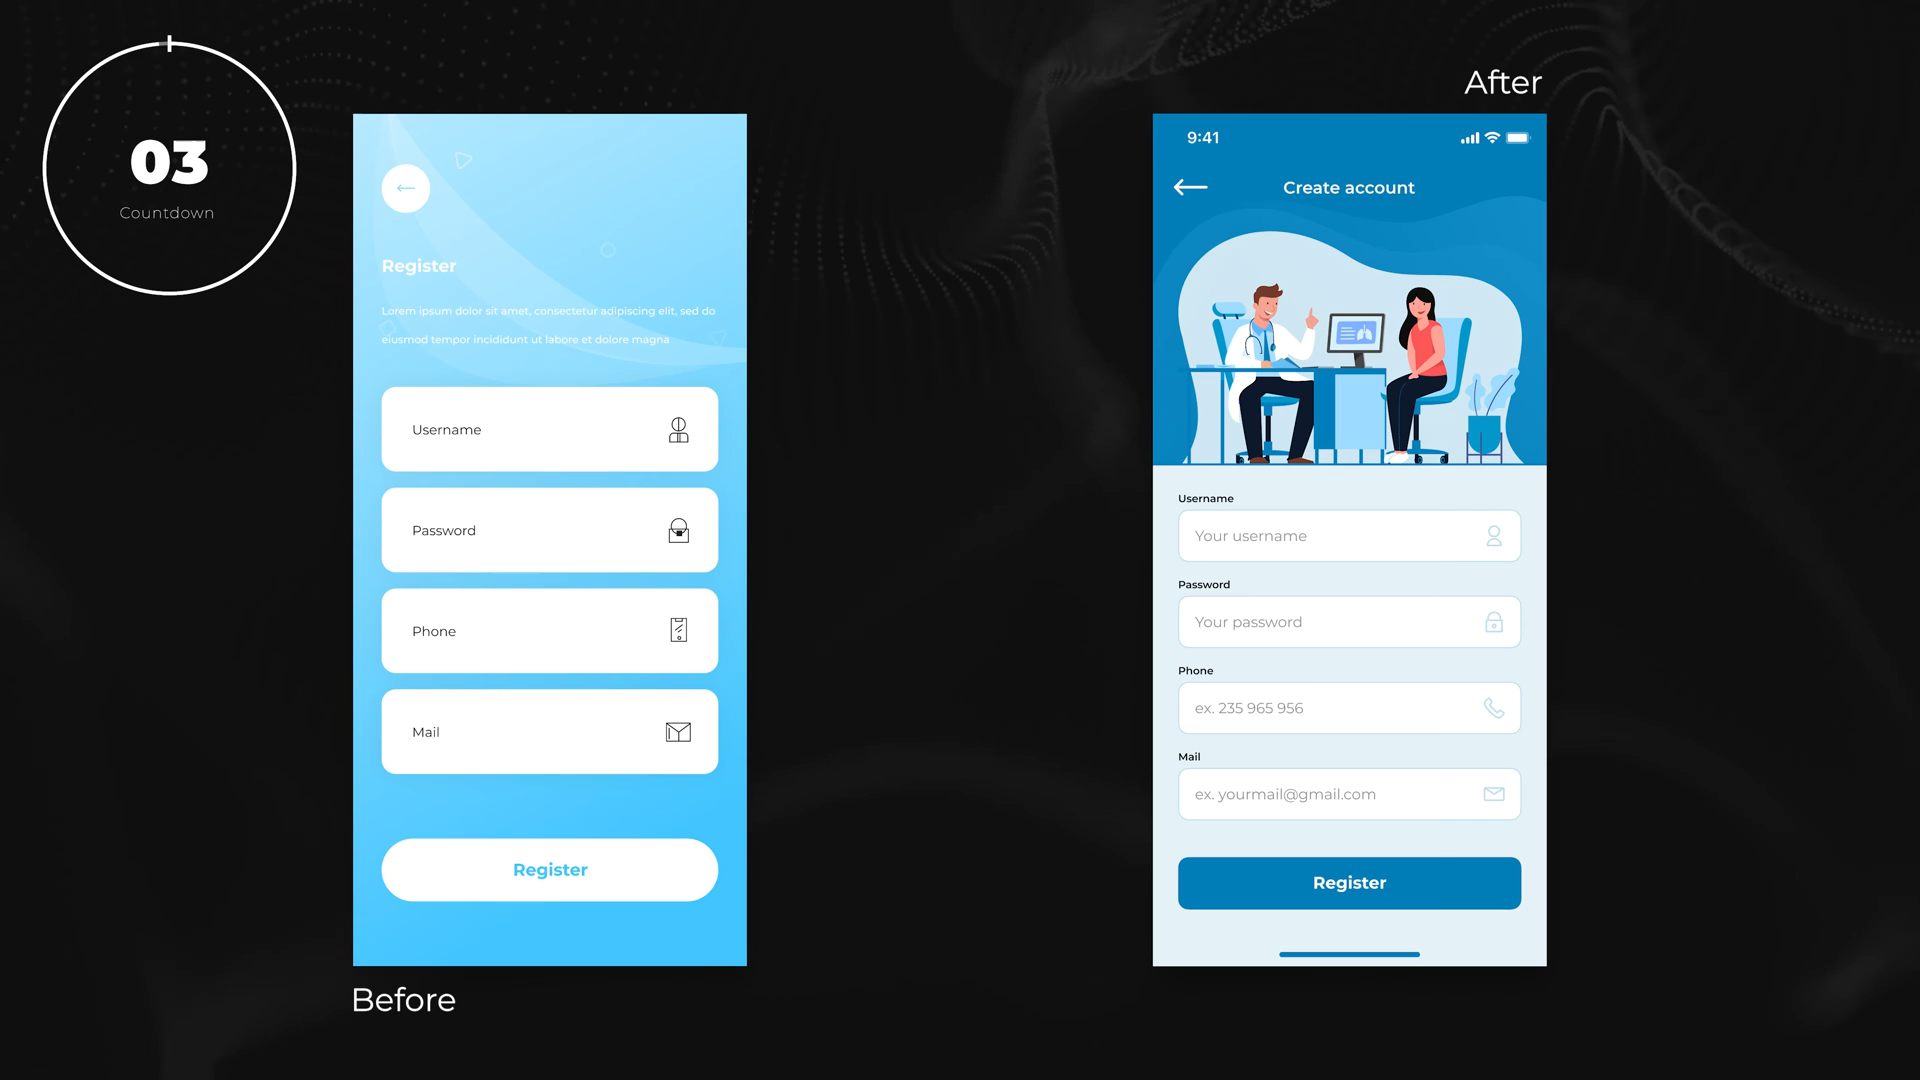 03
Countdown
Register
Lorem ipsum dolor sit amet, consectetur adipiscing elit, sed do
eiusmod tempor incididunt ut labore et dolore magna
Username
Password
Phone
Mail
Register
Before
After
9:41
Create account
Username
Your username
Password
Your password
Phone
ex. 235 965 956
Mail
ex. yourmail@gmail.com
Register